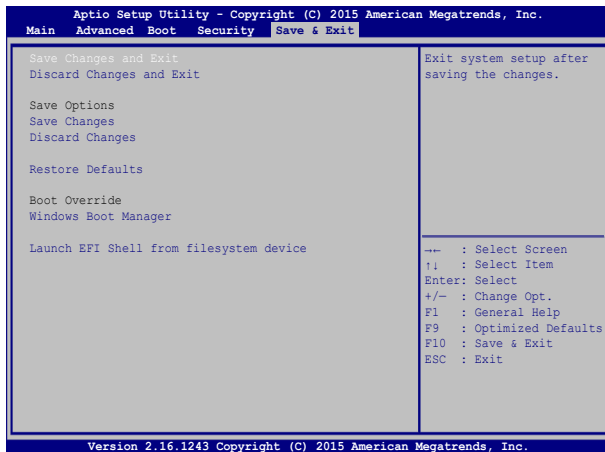 Aptio Setup Utility - Copyright (C) 2015 American Megatrends, Inc.
Main Advanced Boot Security Save & Exit
Save Changes and Exit
Discard Changes and Exit
Save Options
Save Changes
Discard Changes
Restore Defaults
Boot Override
Windows Boot Manager
Launch EFI Shell from filesystem device
Exit system setup after
saving the changes.
→← : Select Screen
↑↓ : Select Item
Enter: Select
+/— : Change Opt.
F1 : General Help
F9 : Optimized Defaults
F10 : Save & Exit
ESC : Exit
Version 2.16.1243 Copyright (C) 2015 American Megatrends, Inc.